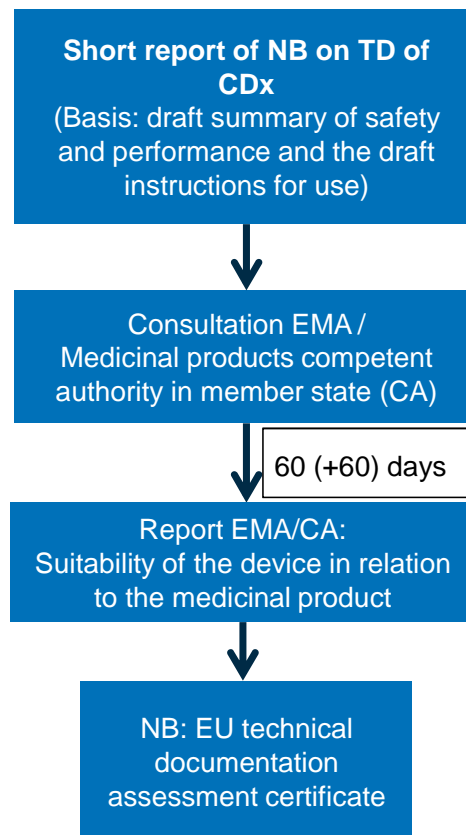 Short report of NB on TD of
CDx
(Basis: draft summary of safety
and performance and the draft
instructions for use)
Consultation EMA /
Medicinal products competent
authority in member state (CA)
60 (+60) days
Report EMA/CA:
Suitability of the device in relation
to the medicinal product
NB: EU technical
documentation
assessment certificate